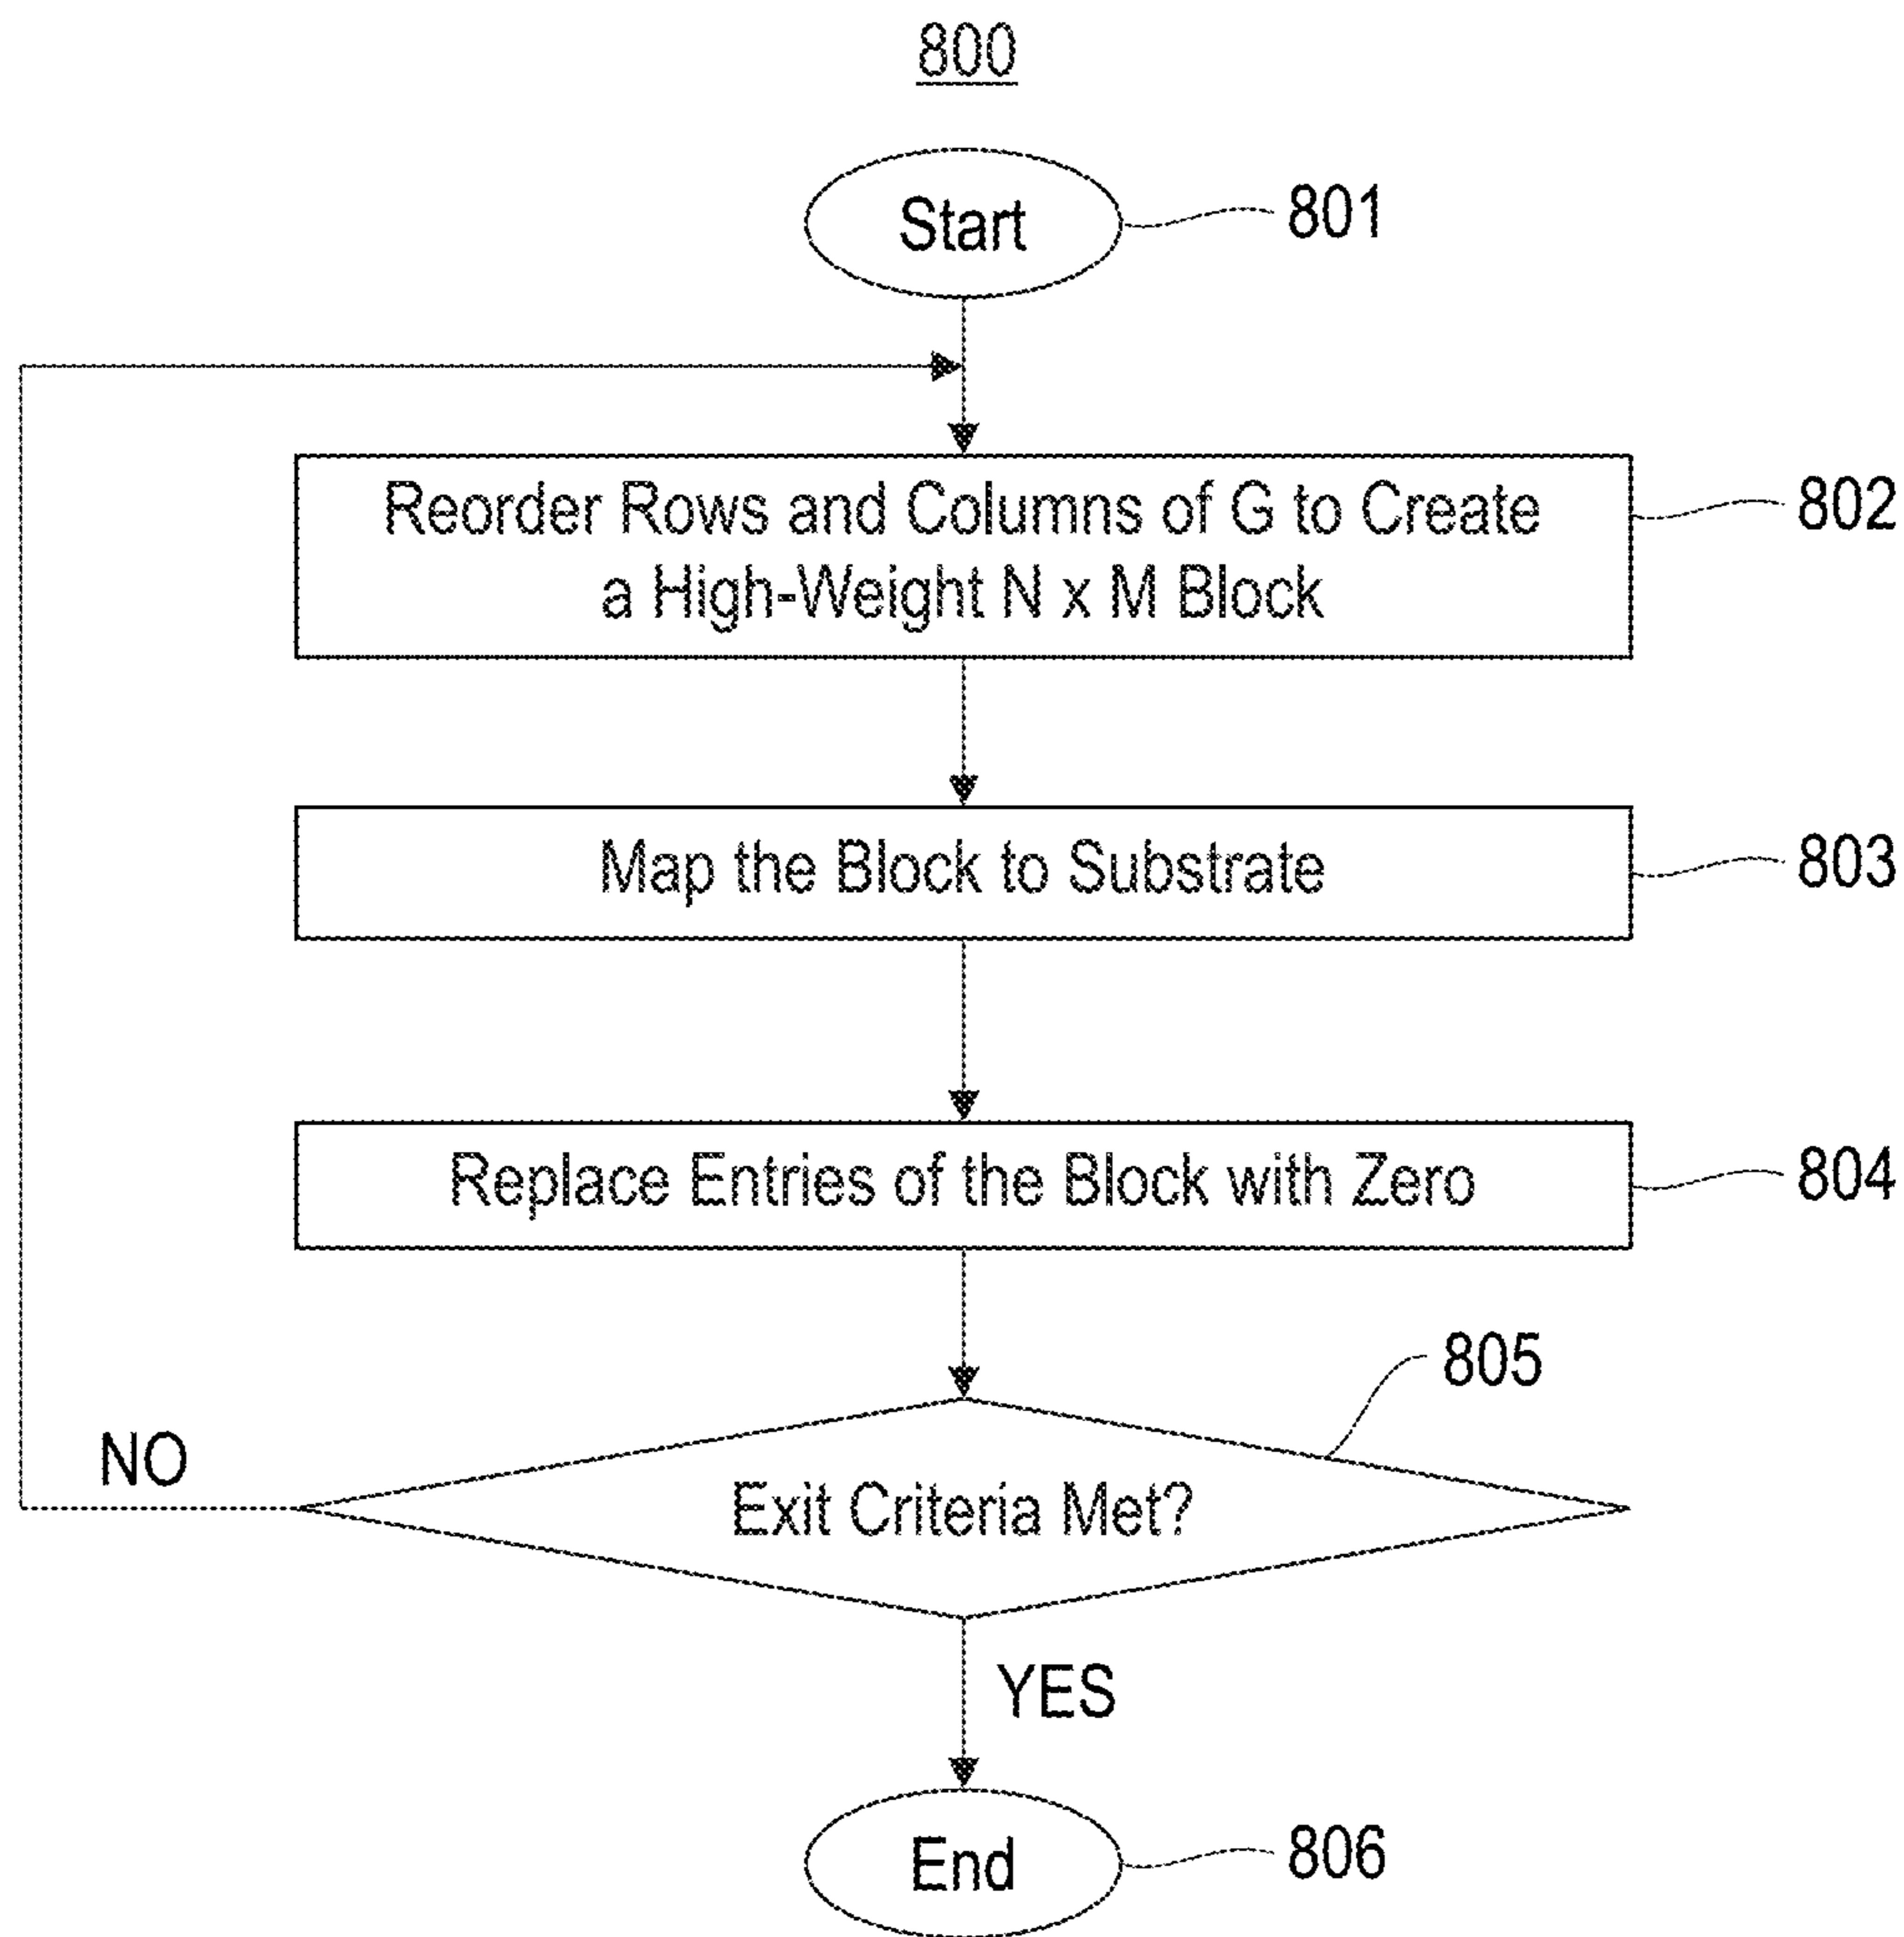 800
Start
801
Reorder Rows and Columns of G to Create
a High-Weight N x M Block
802
Map the Block to Substrate
803
Replace Entries of the Block with Zero
804
805
NO
Exit Criteria Met?
YES
End
806